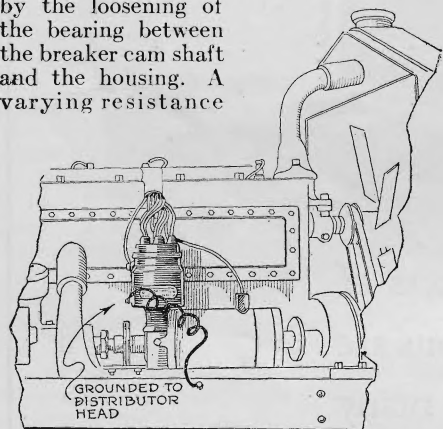 by the loosening of
the bearing between
the breaker cam shaft
and the housing. A
varying resistance
GROUNDED TO
DISTRIBUTOR
HEAD